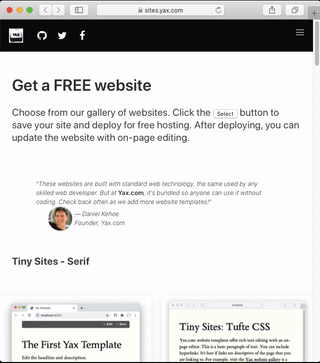 sites.yax.com
YAX
Get a FREE website
Choose from our gallery of websites. Click the Select button to
save your site and deploy for free hosting. After deploying, you can
update the website with on-page editing.
"These websites are built with standard web technology, the same used by any
skilled web developer. But at Yax.com, it's bundled so anyone can use it without
coding. Check back often as we add more website templates!"
— Daniel Kehoe
Founder, Yax.com
Tiny Sites - Serif
The First Yax Template
Edit the headline and description.
Tiny Sites: Tufte CSS
Yax.com website templates offer rich text editing with an on-
page editor. This is a basic paragraph of text. You can include
hyperlinks. It's best if links are descriptive of the page that you
are linking to. For example, visit the Yax website gallery is a